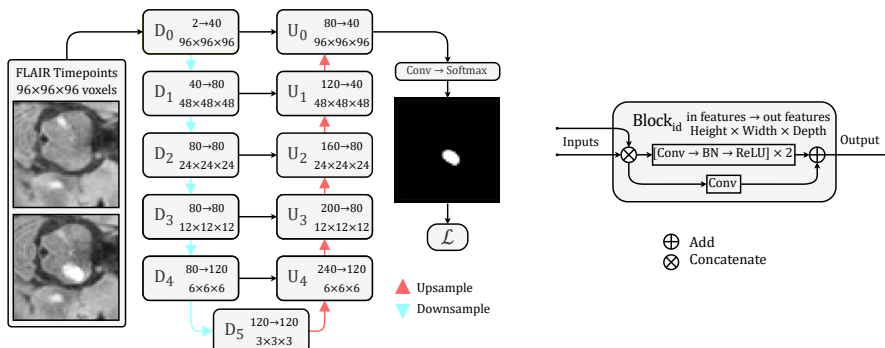 FLAIR Timepoints
96×96×96 voxels
D0 2→40
96×96×96
U0 80→40
96×96×96
D1 40→80
48×48×48
U1 120→40
48×48×48
D2 80→80
24×24×24
U2 160→80
24×24×24
D3 80→80
12×12×12
U3 200→80
12×12×12
D4 80→120
6×6×6
U4 240→120
6×6×6
D5 120→120
3×3×3
Conv → Softmax
ℒ
Upsample
Downsample
Block_id in features → out features
Height × Width × Depth
Inputs
[Conv → BN → ReLU] × 2
Conv
Output
Add
Concatenate